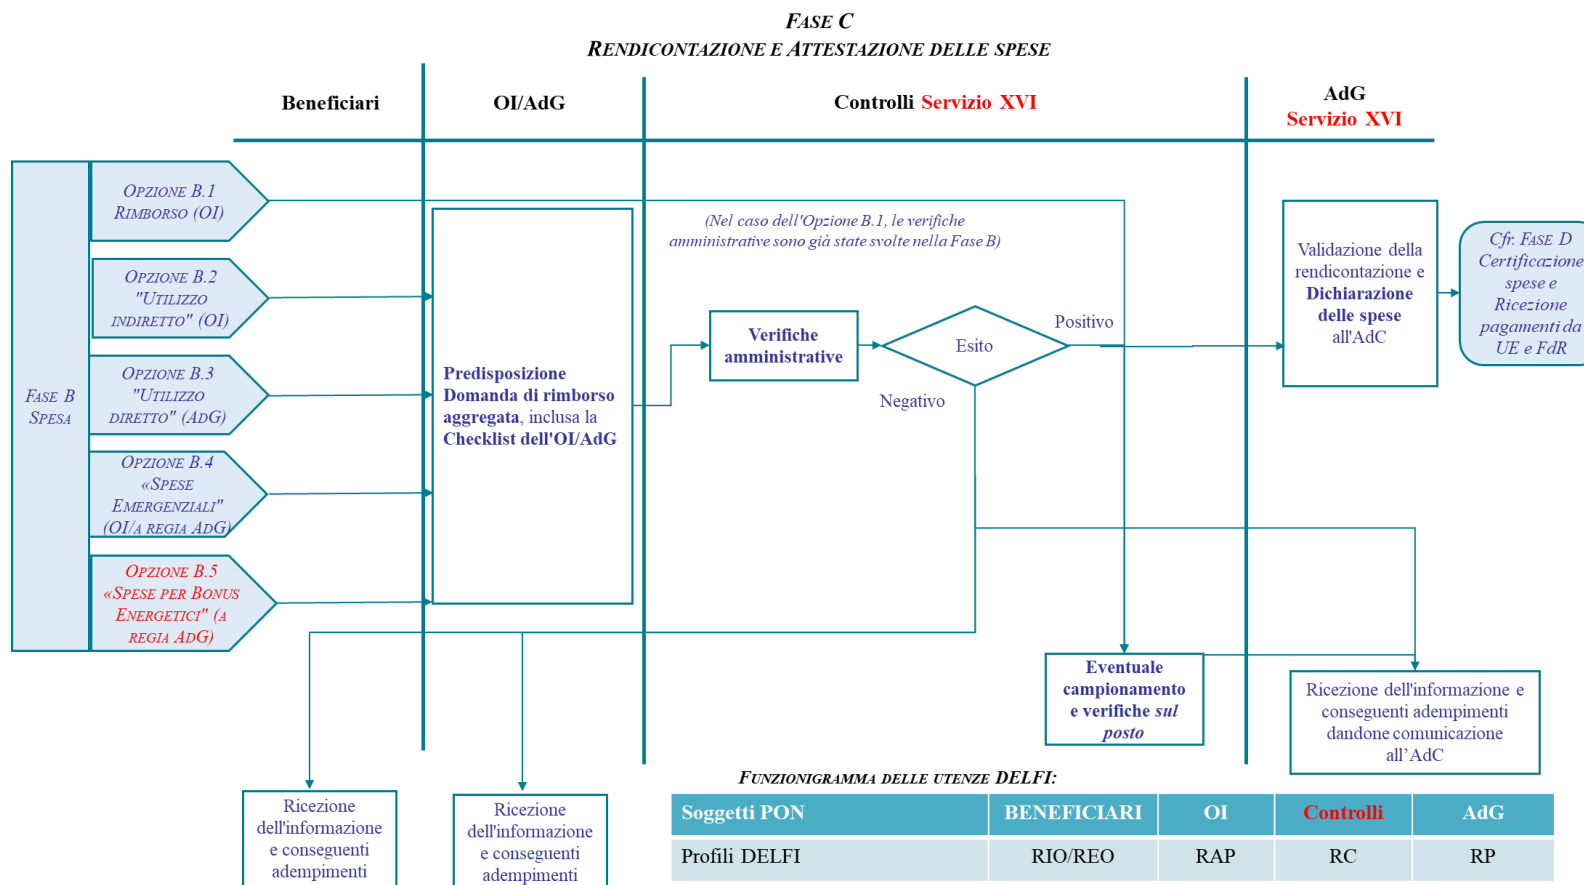 FASE C
RENDICONTAZIONE E ATTESTAZIONE DELLE SPESE
Beneficiari
OI/AdG
Controlli Servizio XVI
AdG
Servizio XVI
FASE B
SPESA
OPZIONE B.1
RIMBORSO (OI)
OPZIONE B.2
"UTILIZZO
INDIRETTO" (OI)
OPZIONE B.3
"UTILIZZO
DIRETTO" (ADG)
OPZIONE B.4
«SPESE
EMERGENZIALI"
(OI/A REGIA ADG)
OPZIONE B.5
«SPESE PER BONUS
ENERGETICI" (A
REGIA ADG)
Predisposizione
Domanda di rimborso
aggregata, inclusa la
Checklist dell'OI/AdG
(Nel caso dell'Opzione B.1, le verifiche
amministrative sono già state svolte nella Fase B)
Verifiche
amministrative
Esito
Positivo
Negativo
Validazione della
rendicontazione e
Dichiarazione
delle spese
all'AdC
Cfr. FASE D
Certificazione
spese e
Ricezione
pagamenti da
UE e FdR
Eventuale
campionamento
e verifiche sul
posto
Ricezione dell'informazione e
conseguenti adempimenti
dandone comunicazione
all'AdC
Ricezione
dell'informazione
e conseguenti
adempimenti
Ricezione
dell'informazione
e conseguenti
adempimenti
FUNZIONIGRAMMA DELLE UTENZE DELFI:
Soggetti PON BENEFICIARI OI Controlli AdG
Profili DELFI RIO/REO RAP RC RP